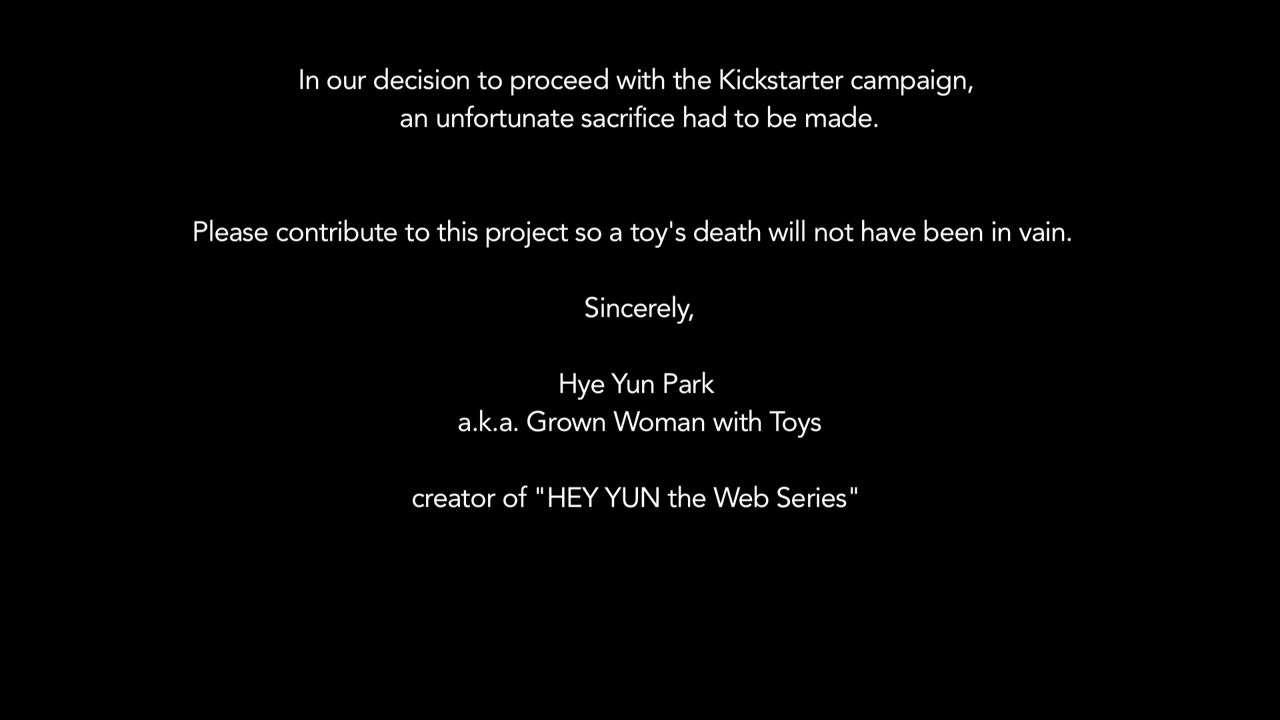 In our decision to proceed with the Kickstarter campaign,
an unfortunate sacrifice had to be made.
Please contribute to this project so a toy's death will not have been in vain.
Sincerely,
Hye Yun Park
a.k.a. Grown Woman with Toys
creator of "HEY YUN the Web Series"